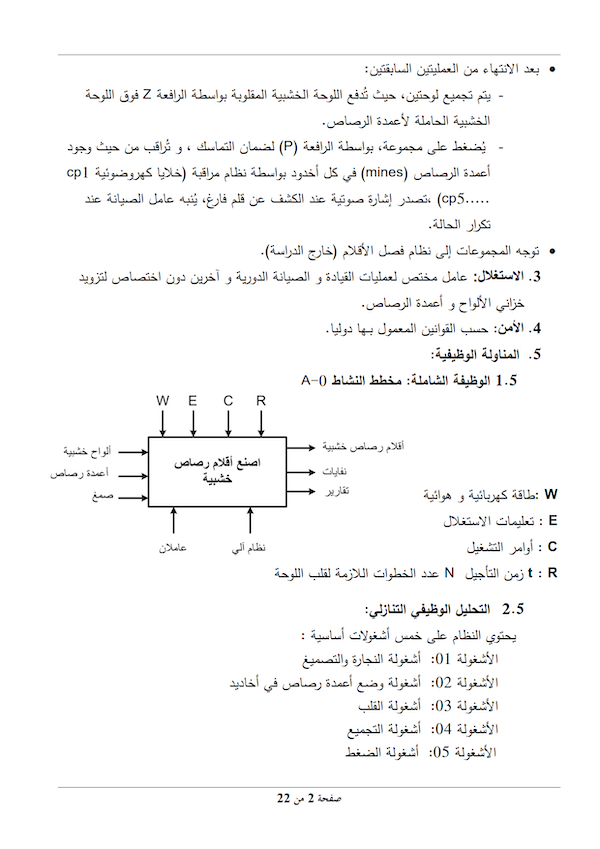 • بعد الانتهاء من العمليتين السابقتين:
- يتم تجميع لوحتين، حيث تُدفع اللوحة الخشبية المقلوبة بواسطة الرافعة Z فوق اللوحة
الخشبية الحاملة لأعمدة الرصاص.
- يُضغط على مجموعة، بواسطة الرافعة (P) لضمان التماسك ، و تُراقب من حيث وجود
أعمدة الرصاص (mines) في كل أخدود بواسطة نظام مراقبة (خلايا كهروضوئية cp1
.....cp5) ،تصدر إشارة صوتية عند الكشف عن قلم فارغ، يُنبه عامل الصيانة عند
تكرار الحالة.
• توجه المجموعات إلى نظام فصل الأقلام (خارج الدراسة).
3. الاستغلال: عامل مختص لعمليات القيادة و الصيانة الدورية و آخرين دون اختصاص لتزويد
خزاني الألواح و أعمدة الرصاص.
4. الأمن: حسب القوانين المعمول بها دوليا.
5. المناولة الوظيفية:
1.5 الوظيفة الشاملة: مخطط النشاط A-0
W E C R
ألواح خشبية
أعمدة رصاص
صمغ
اصنع أقلام رصاص
خشبية
أقلام رصاص خشبية
نفايات
تقارير
عاملان
نظام آلي
W :طاقة كهربائية و هوائية
E : تعليمات الاستغلال
C : أوامر التشغيل
R : t زمن التأجيل N عدد الخطوات اللازمة لقلب اللوحة
2.5 التحليل الوظيفي التنازلي:
يحتوي النظام على خمس أشغولات أساسية :
الأشغولة 01: أشغولة النجارة والتصميغ
الأشغولة 02: أشغولة وضع أعمدة رصاص في أخاديد
الأشغولة 03: أشغولة القلب
الأشغولة 04: أشغولة التجميع
الأشغولة 05: أشغولة الضغط
صفحة 2 من 22